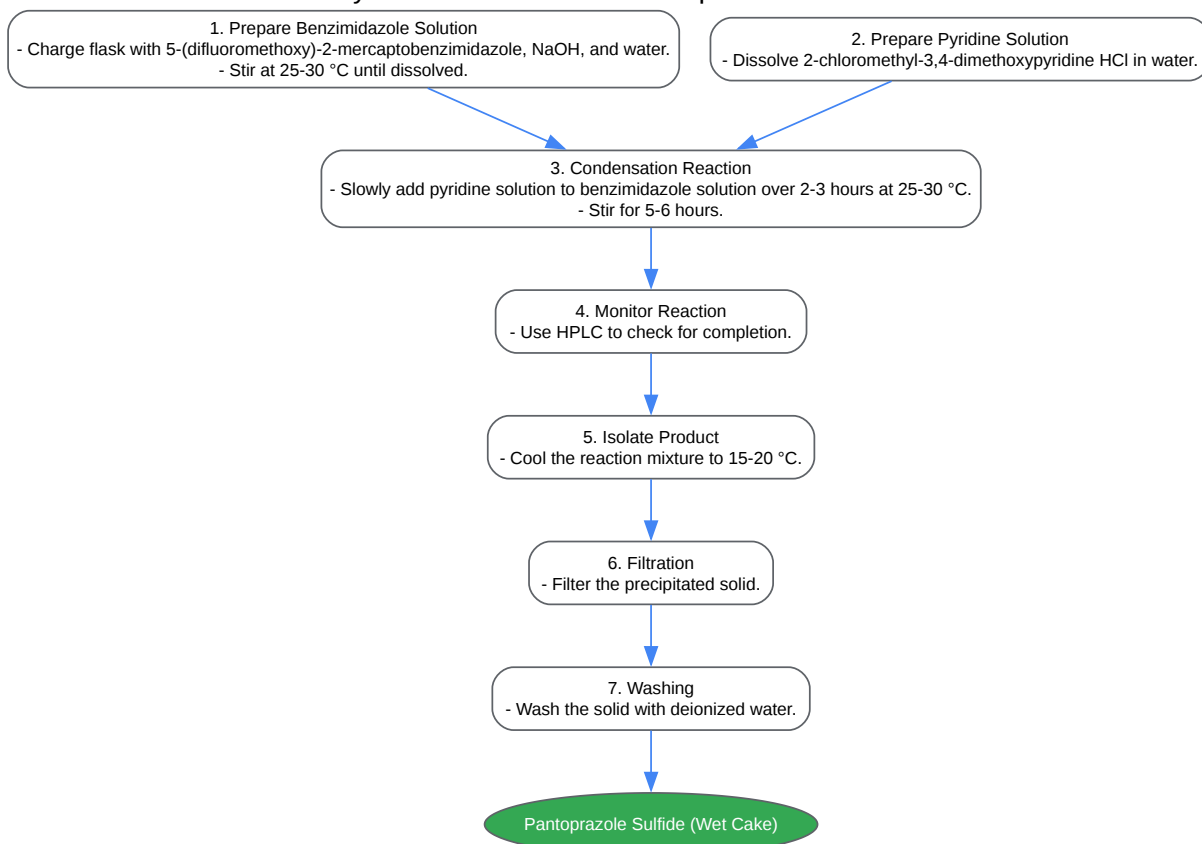 1. Prepare Benzimidazole Solution
- Charge flask with 5-(difluoromethoxy)-2-mercaptobenzimidazole, NaOH, and water.
- Stir at 25-30 °C until dissolved.
2. Prepare Pyridine Solution
- Dissolve 2-chloromethyl-3,4-dimethoxypyridine HCl in water.
3. Condensation Reaction
- Slowly add pyridine solution to benzimidazole solution over 2-3 hours at 25-30 °C.
- Stir for 5-6 hours.
4. Monitor Reaction
- Use HPLC to check for completion.
5. Isolate Product
- Cool the reaction mixture to 15-20 °C.
6. Filtration
- Filter the precipitated solid.
7. Washing
- Wash the solid with deionized water.
Pantoprazole Sulfide (Wet Cake)